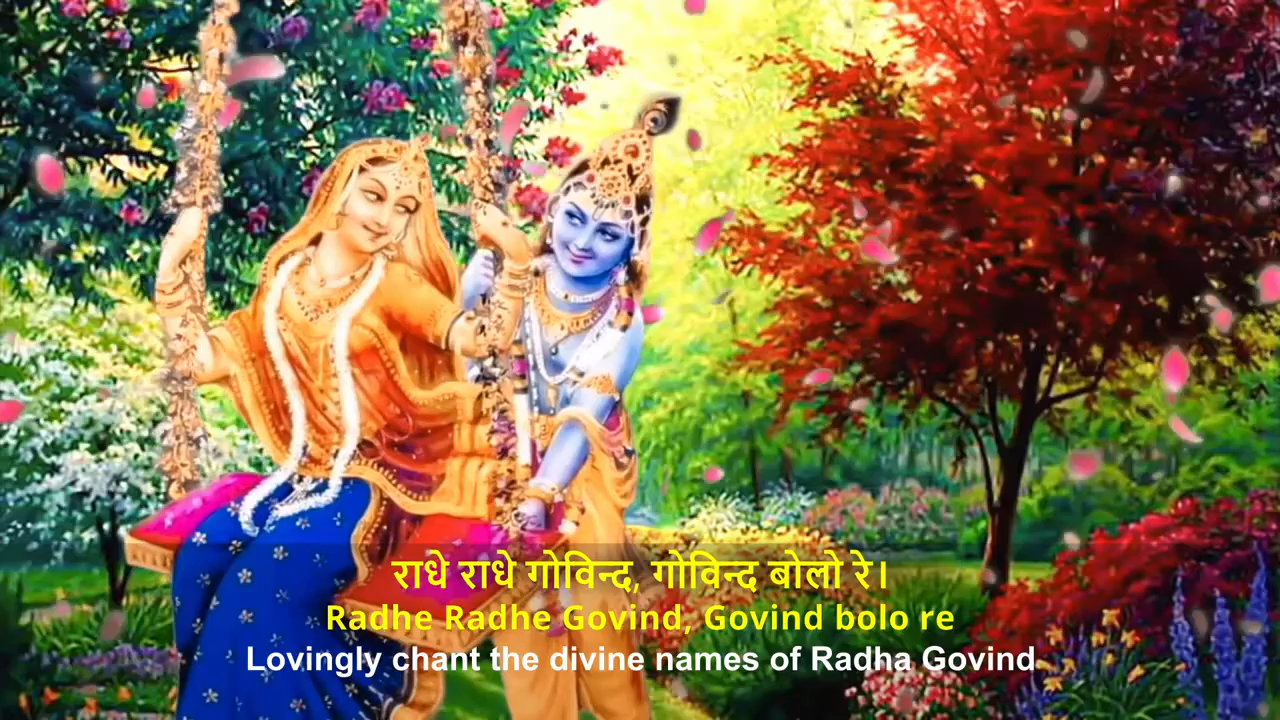 राधे राधे गोविन्द, गोविन्द बोलो रे।
Radhe Radhe Govind, Govind bolo re
Lovingly chant the divine names of Radha Govind